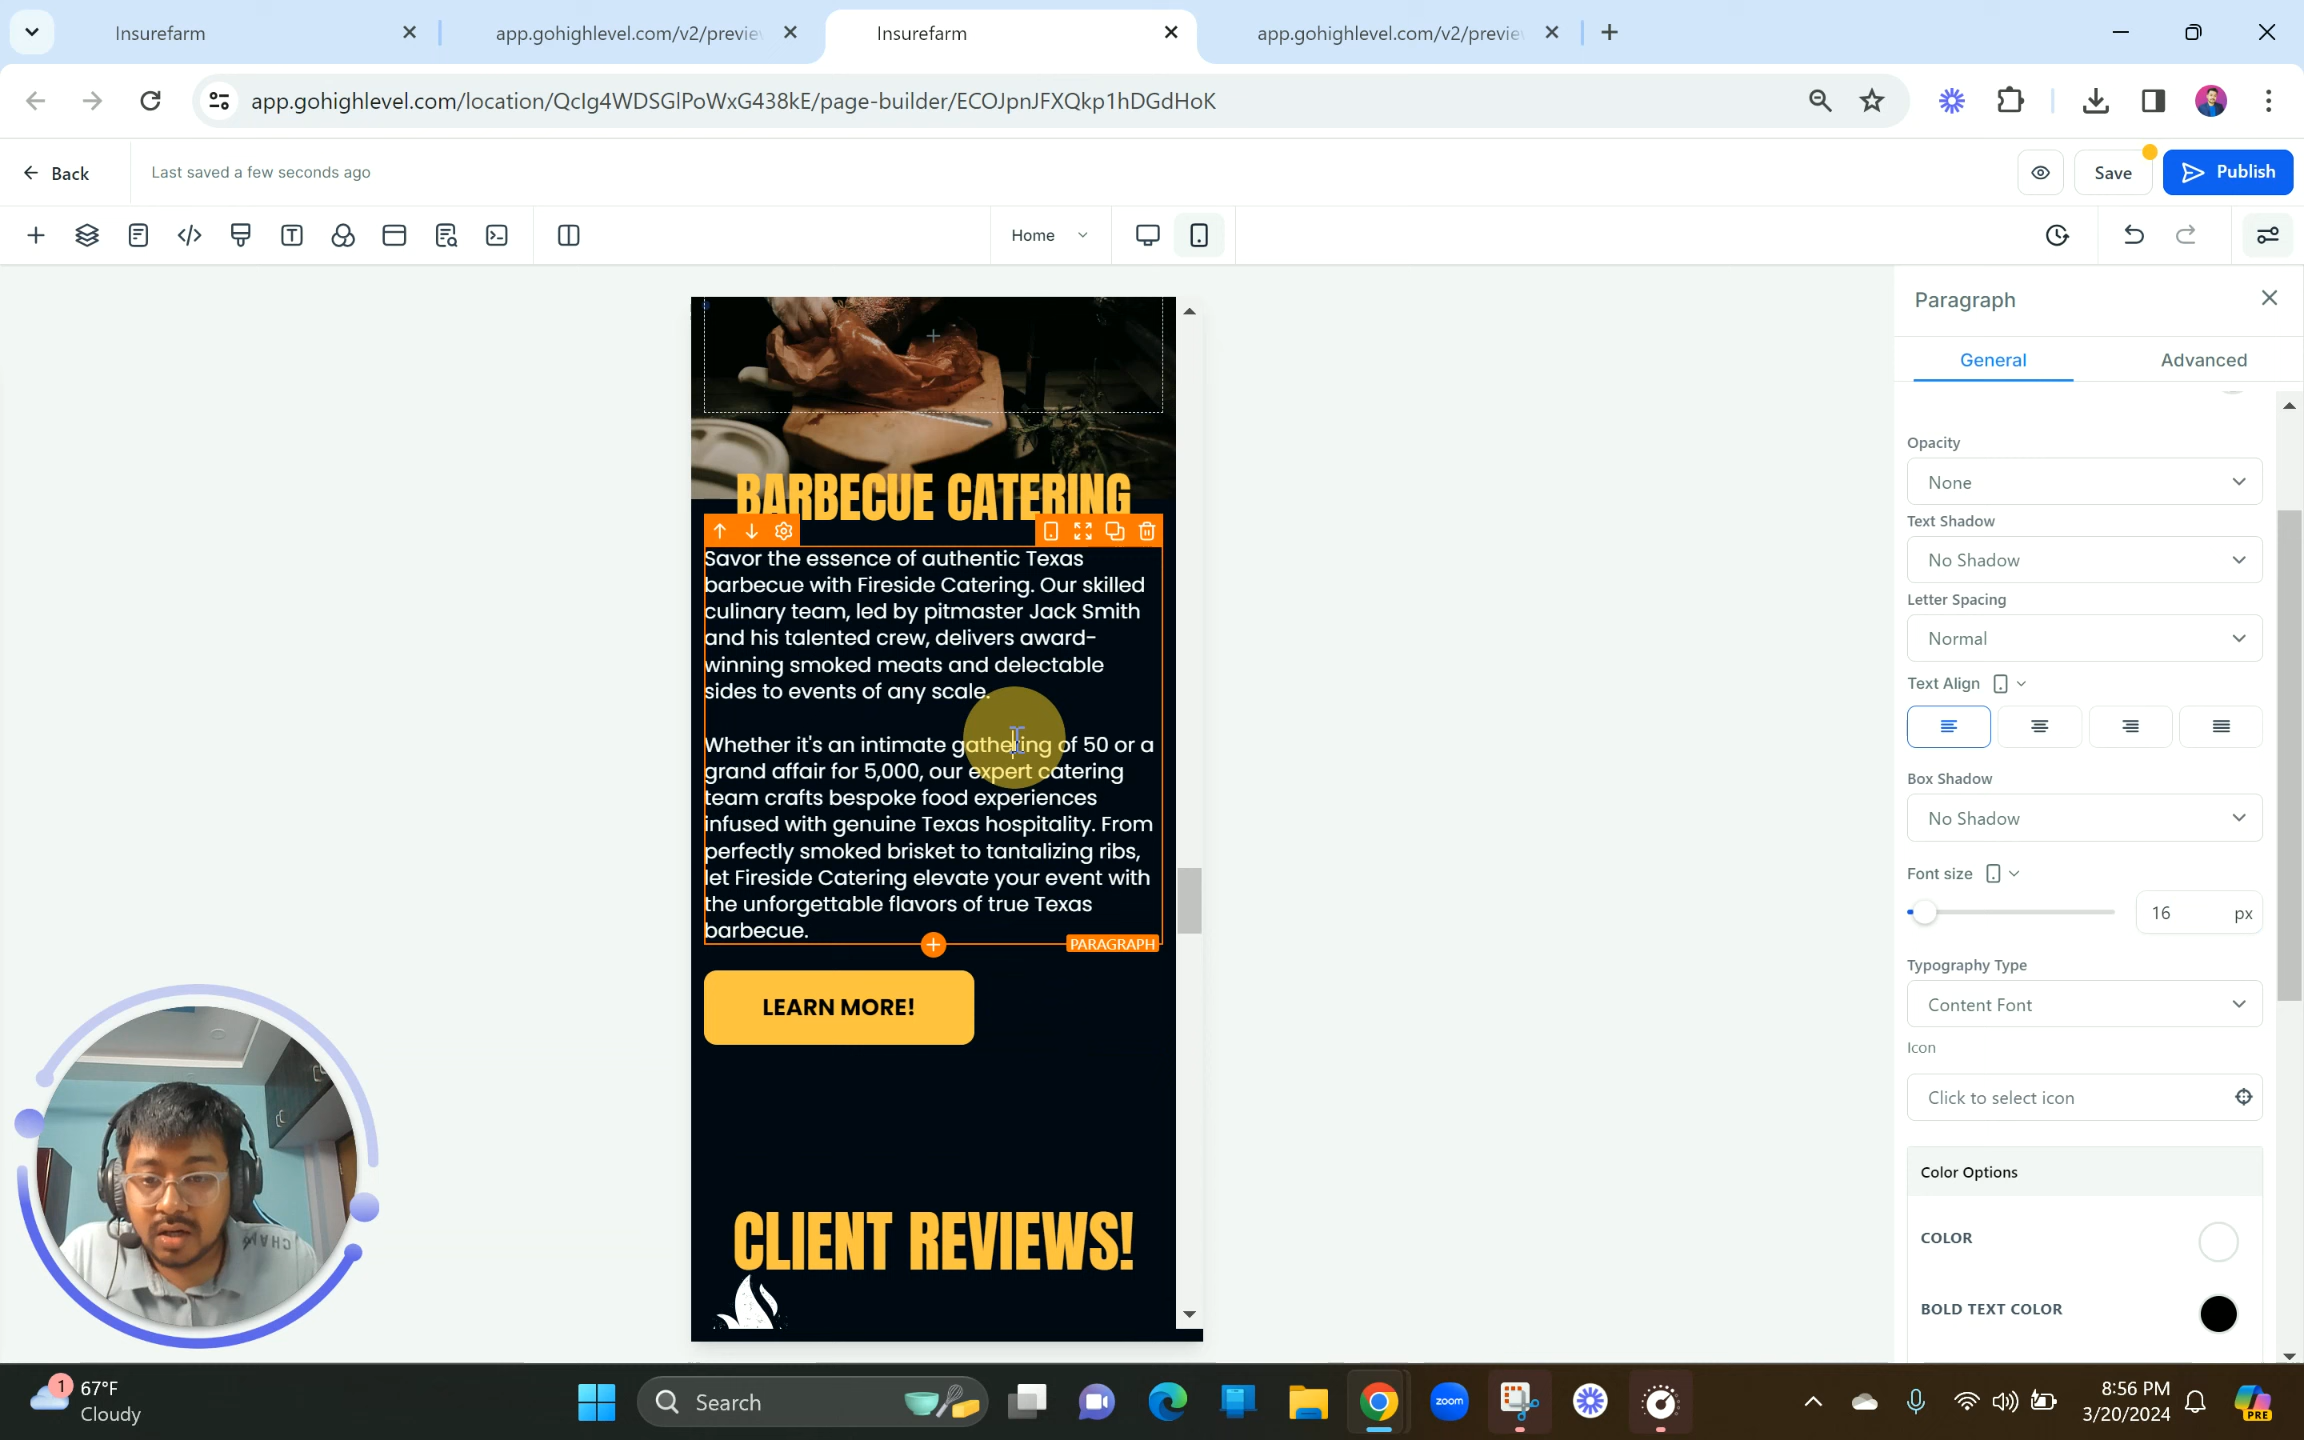 Insurefarm
app.gohighlevel.com/v2/previe
Insurefarm
app.gohighlevel.com/v2/previe
app.gohighlevel.com/location/Qclg4WDSGlPoWxG438kE/page-builder/ECOJpnJFXQkp1hDGdHoK
Back
Last saved a few seconds ago
Save
Publish
Home
Paragraph
General
Advanced
Opacity
None
Text Shadow
No Shadow
Letter Spacing
Normal
Text Align
Box Shadow
No Shadow
Font size
16
px
Typography Type
Content Font
Icon
Click to select icon
Color Options
COLOR
BOLD TEXT COLOR
BARBECUE CATERING
Savor the essence of authentic Texas
barbecue with Fireside Catering. Our skilled
culinary team, led by pitmaster Jack Smith
and his talented crew, delivers award-
winning smoked meats and delectable
sides to events of any scale.
Whether it's an intimate gathering of 50 or a
grand affair for 5,000, our expert catering
team crafts bespoke food experiences
infused with genuine Texas hospitality. From
perfectly smoked brisket to tantalizing ribs,
let Fireside Catering elevate your event with
the unforgettable flavors of true Texas
barbecue.
PARAGRAPH
LEARN MORE!
CLIENT REVIEWS!
1
67°F
Cloudy
Search
zoom
8:56 PM
3/20/2024
PRE